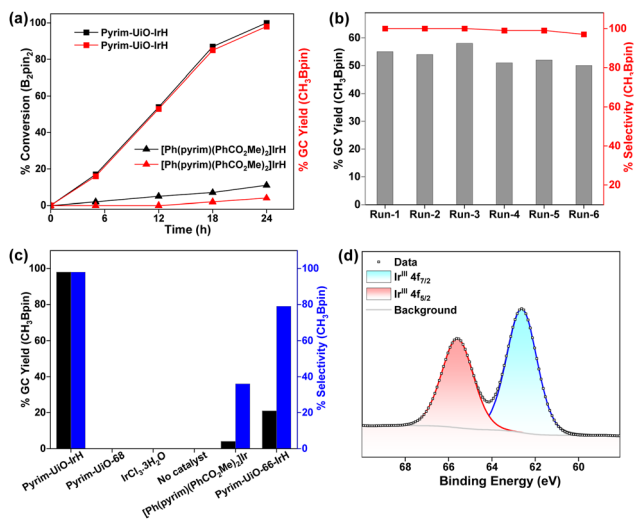 (a)
Pyrim-UiO-IrH
Pyrim-UiO-IrH
[Ph(pyrim)(PhCO2Me)2]IrH
[Ph(pyrim)(PhCO2Me)2]IrH
% Conversion (B2pin2)
% GC Yield (CH3Bpin)
100
80
60
40
20
0
0 6 12 18 24
Time (h)
(b)
% GC Yield (CH3Bpin)
% Selectivity (CH3Bpin)
60
50
40
30
20
10
0
100
80
60
40
20
Run-1 Run-2 Run-3 Run-4 Run-5 Run-6
(c)
% GC Yield (CH3Bpin)
% Selectivity (CH3Bpin)
100
80
60
40
20
0
100
80
60
40
20
0
Pyrim-UiO-IrH
Pyrim-UiO-68
IrCl3.3H2O
No catalyst
[Ph(pyrim)(PhCO2Me)2]Ir
Pyrim-UiO-66-IrH
(d)
Data
IrIII 4f7/2
IrIII 4f5/2
Background
68 66 64 62 60
Binding Energy (eV)